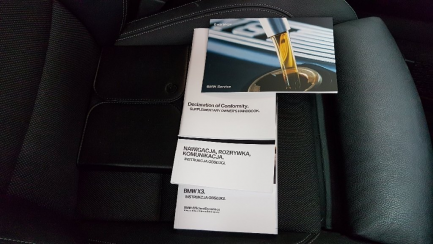 BMW Service
Declaration of Conformity.
SUPPLEMENTARY OWNER'S HANDBOOK.
NAWIGACJA, ROZRYWKA,
KOMUNIKACJA.
INSTRUKCJA OBSŁUGI.
BMW X3.
INSTRUKCJA OBSŁUGI.